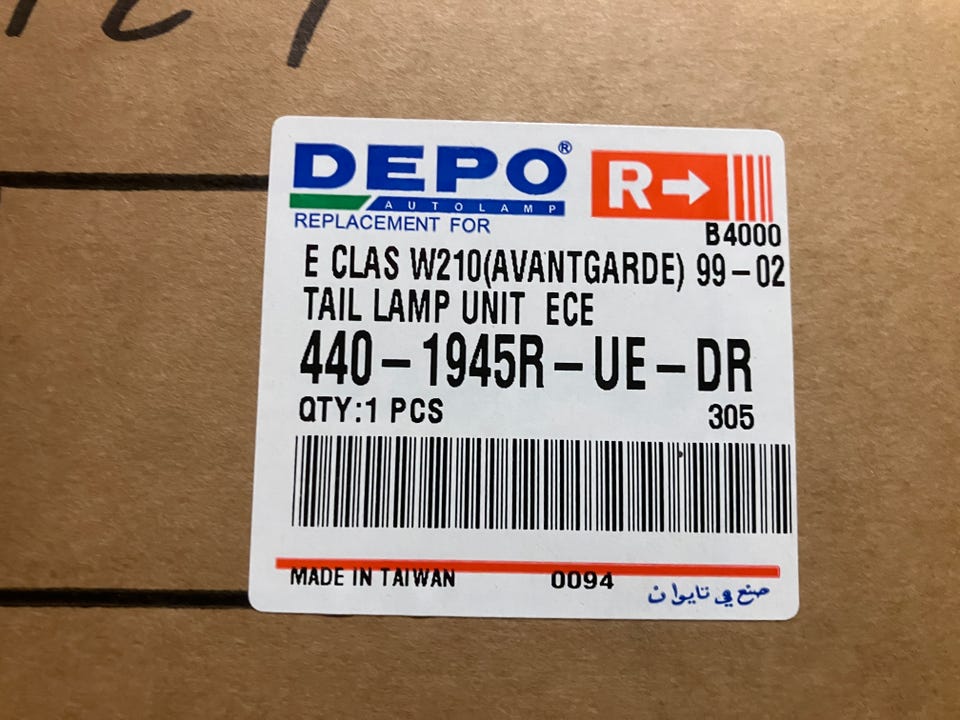 DEPO®
AUTOLAMP
REPLACEMENT FOR
R→
B4000
E CLAS W210(AVANTGARDE) 99-02
TAIL LAMP UNIT ECE
440-1945R-UE-DR
QTY:1 PCS 305
MADE IN TAIWAN 0094 صنع في تايوان